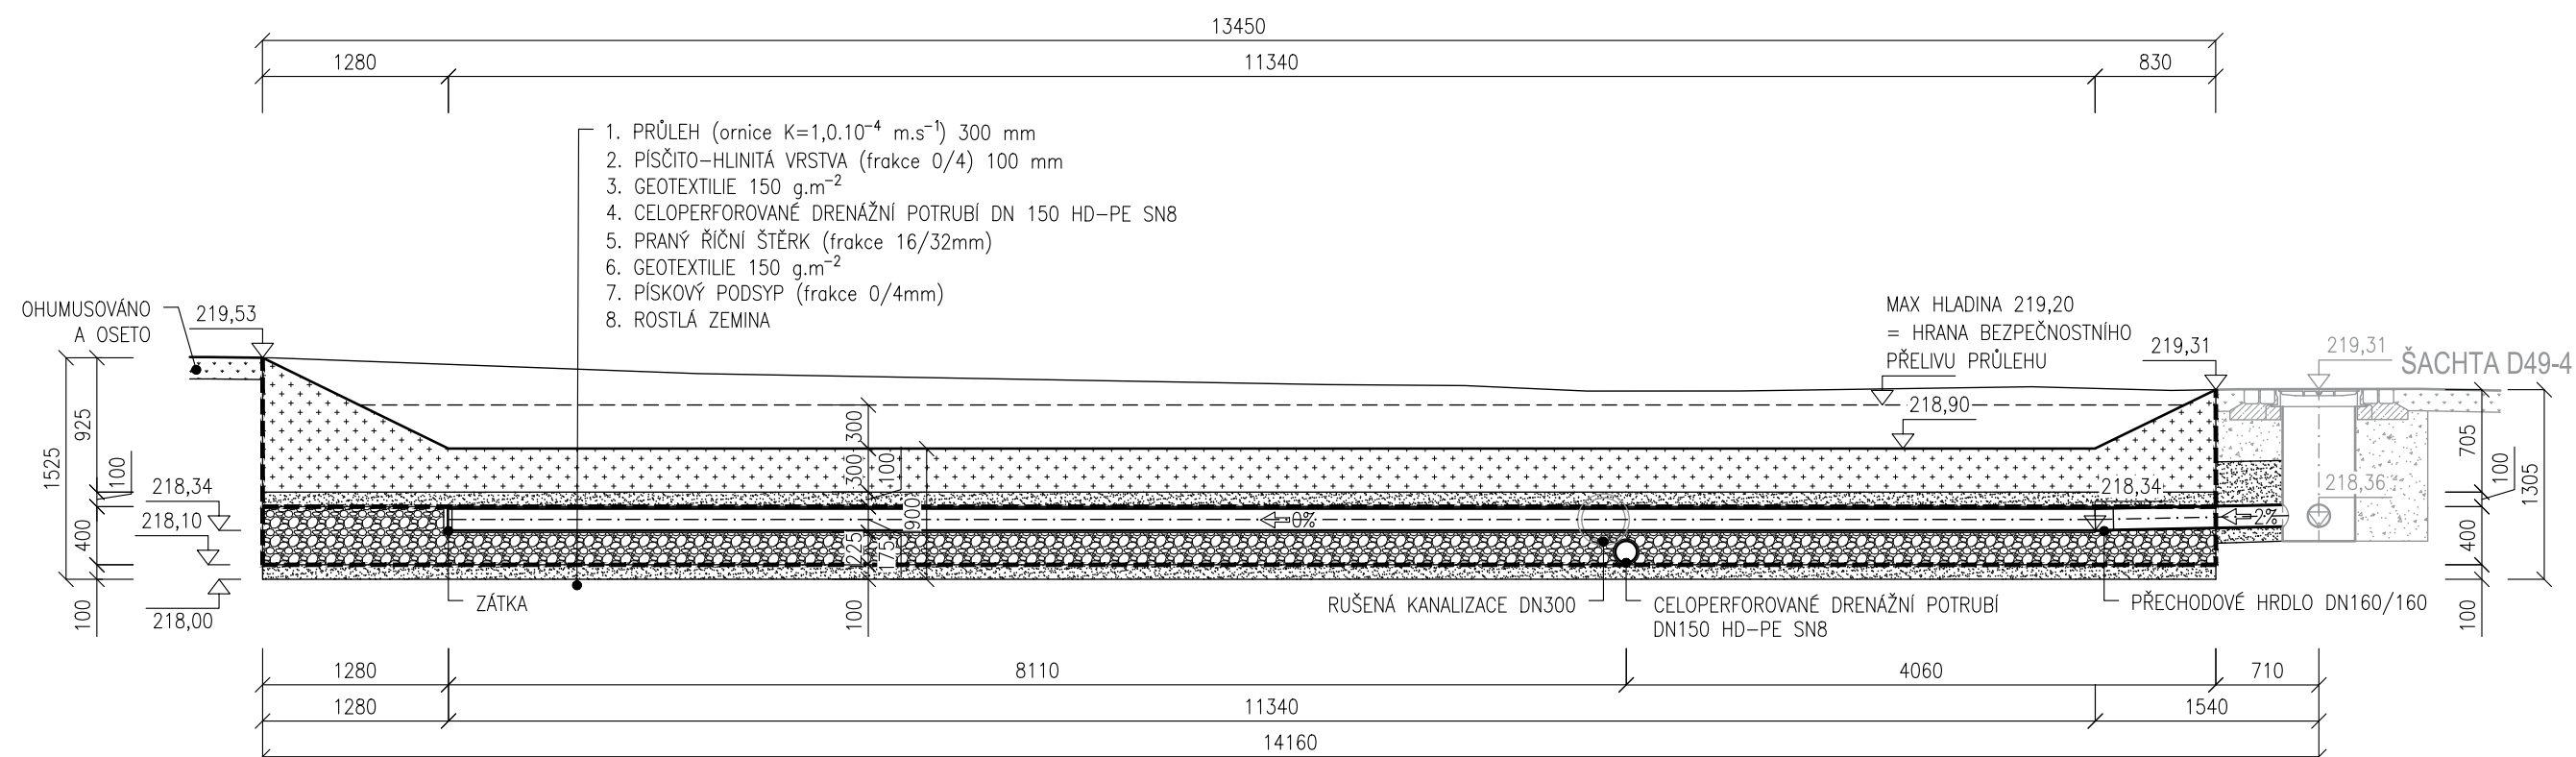 13450
1280 11340 830
1. PRŮLEH (ornice K=1,0.10⁻⁴ m.s⁻¹) 300 mm
2. PÍSČITO-HLINITÁ VRSTVA (frakce 0/4) 100 mm
3. GEOTEXTILIE 150 g.m⁻²
4. CELOPERFOROVANÉ DRENÁŽNÍ POTRUBÍ DN 150 HD-PE SN8
5. PRANÝ ŘÍČNÍ ŠTĚRK (frakce 16/32mm)
6. GEOTEXTILIE 150 g.m⁻²
7. PÍSKOVÝ PODSYP (frakce 0/4mm)
8. ROSTLÁ ZEMINA
OHUMUSOVÁNO
A OSETO
219,53
MAX HLADINA 219,20
= HRANA BEZPEČNOSTNÍHO
PŘELIVU PRŮLEHU
219,31
219,31
ŠACHTA D49-4
218,90
1525
925
100
400
100
218,34
218,10
218,00
300
300
100
900
225
175
100
0%
218,34
2%
218,36
705
100
1305
400
100
ZÁTKA
RUŠENÁ KANALIZACE DN300
CELOPERFOROVANÉ DRENÁŽNÍ POTRUBÍ
DN150 HD-PE SN8
PŘECHODOVÉ HRDLO DN160/160
1280 8110 4060 710
1280 11340 1540
14160